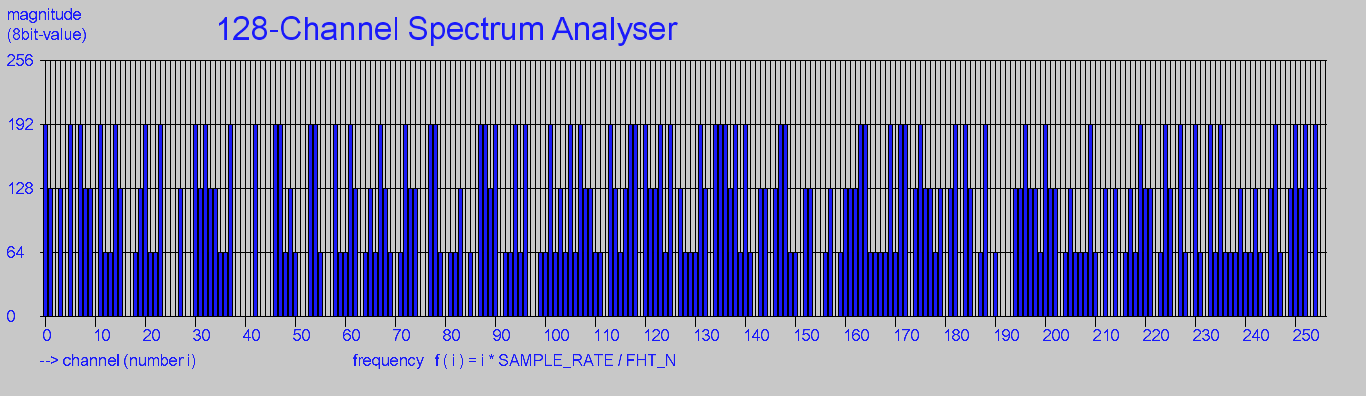 magnitude
(8bit-value)
128-Channel Spectrum Analyser
256
192
128
64
0
0 10 20 30 40 50 60 70 80 90 100 110 120 130 140 150 160 170 180 190 200 210 220 230 240 250
--> channel (number i)
frequency f ( i ) = i * SAMPLE_RATE / FHT_N